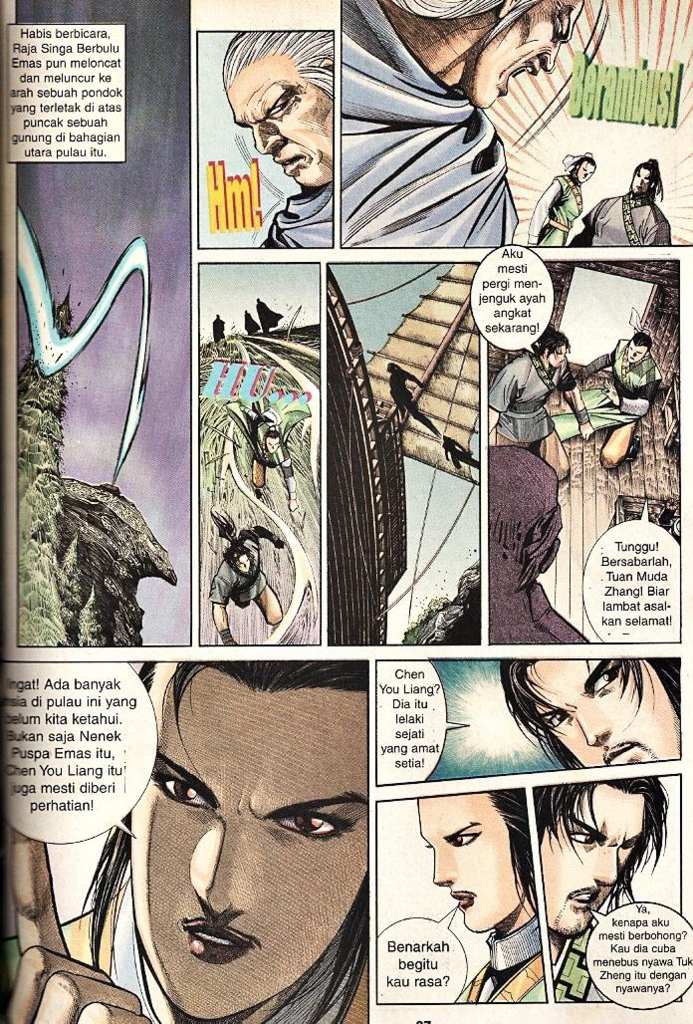 Habis berbicara,
Raja Singa Berbulu
Emas pun meloncat
dan meluncur ke
arah sebuah pondok
yang terletak di atas
puncak sebuah
gunung di bahagian
utara pulau itu.
Hm!
Berambus!
HU...
Aku
mesti
pergi men-
jenguk ayah
angkat
sekarang!
Tunggu!
Bersabarlah,
Tuan Muda
Zhang! Biar
lambat asal-
kan selamat!
Ingat! Ada banyak
di pulau ini yang
belum kita ketahui.
Bukan saja Nenek
Puspa Emas itu,
Chen You Liang itu
juga mesti diberi
perhatian!
Chen
You Liang?
Dia itu
lelaki
sejati
yang amat
setia!
Benarkah
begitu
kau rasa?
Ya,
kenapa aku
mesti berbohong?
Kau dia cuba
menebus nyawa Tuk
Zheng itu dengan
nyawanya?